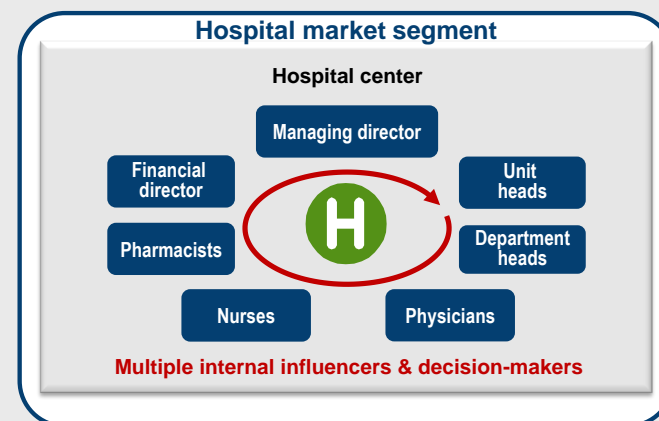 Hospital market segment
Hospital center
Managing director
Financial
director
Unit
heads
H
Pharmacists
Department
heads
Nurses
Physicians
Multiple internal influencers & decision-makers